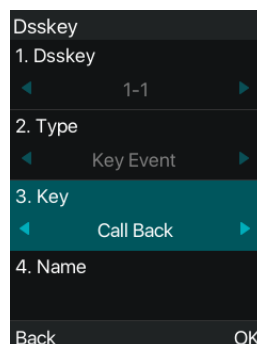 Dsskey
1. Dsskey
1-1
2. Type
Key Event
3. Key
Call Back
4. Name
Back OK